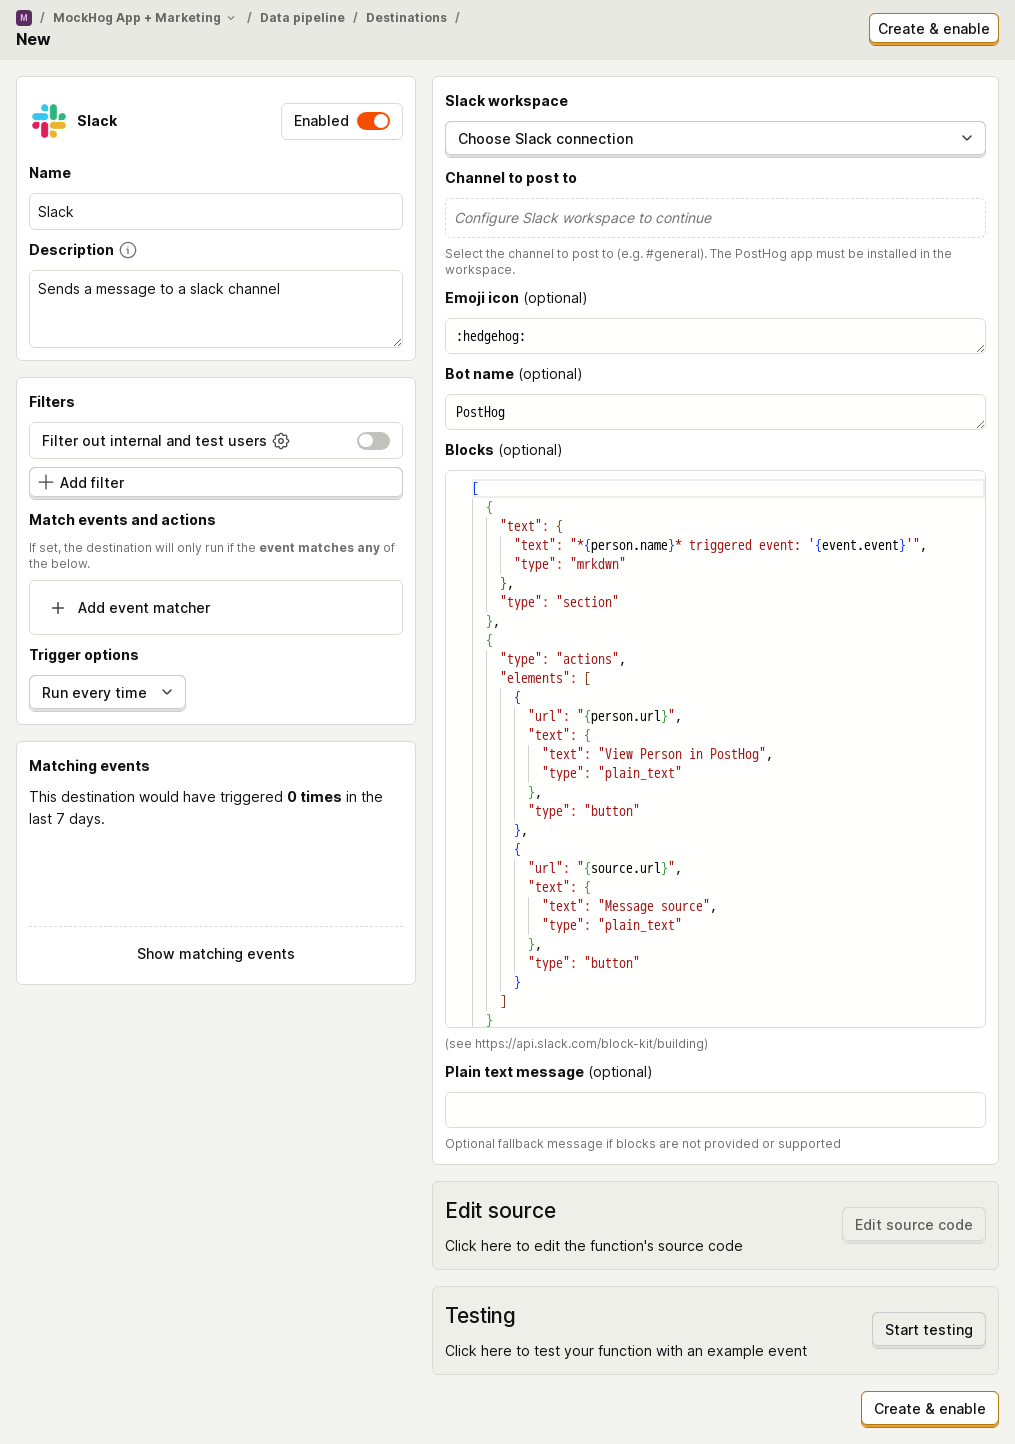 M / MockHog App + Marketing / Data pipeline / Destinations /
New
Create & enable
Slack
Enabled
Name
Slack
Description
Sends a message to a slack channel
Filters
Filter out internal and test users
Add filter
Match events and actions
If set, the destination will only run if the event matches any of
the below.
Add event matcher
Trigger options
Run every time
Matching events
This destination would have triggered 0 times in the
last 7 days.
Show matching events
Slack workspace
Choose Slack connection
Channel to post to
Configure Slack workspace to continue
Select the channel to post to (e.g. #general). The PostHog app must be installed in the
workspace.
Emoji icon (optional)
:hedgehog:
Bot name (optional)
PostHog
Blocks (optional)
[
{
"text": {
"text": "*{person.name}* triggered event: '{event.event}'",
"type": "mrkdwn"
},
"type": "section"
},
{
"type": "actions",
"elements": [
{
"url": "{person.url}",
"text": {
"text": "View Person in PostHog",
"type": "plain_text"
},
"type": "button"
},
{
"url": "{source.url}",
"text": {
"text": "Message source",
"type": "plain_text"
},
"type": "button"
}
]
}
(see https://api.slack.com/block-kit/building)
Plain text message (optional)
Optional fallback message if blocks are not provided or supported
Edit source
Click here to edit the function's source code
Edit source code
Testing
Click here to test your function with an example event
Start testing
Create & enable